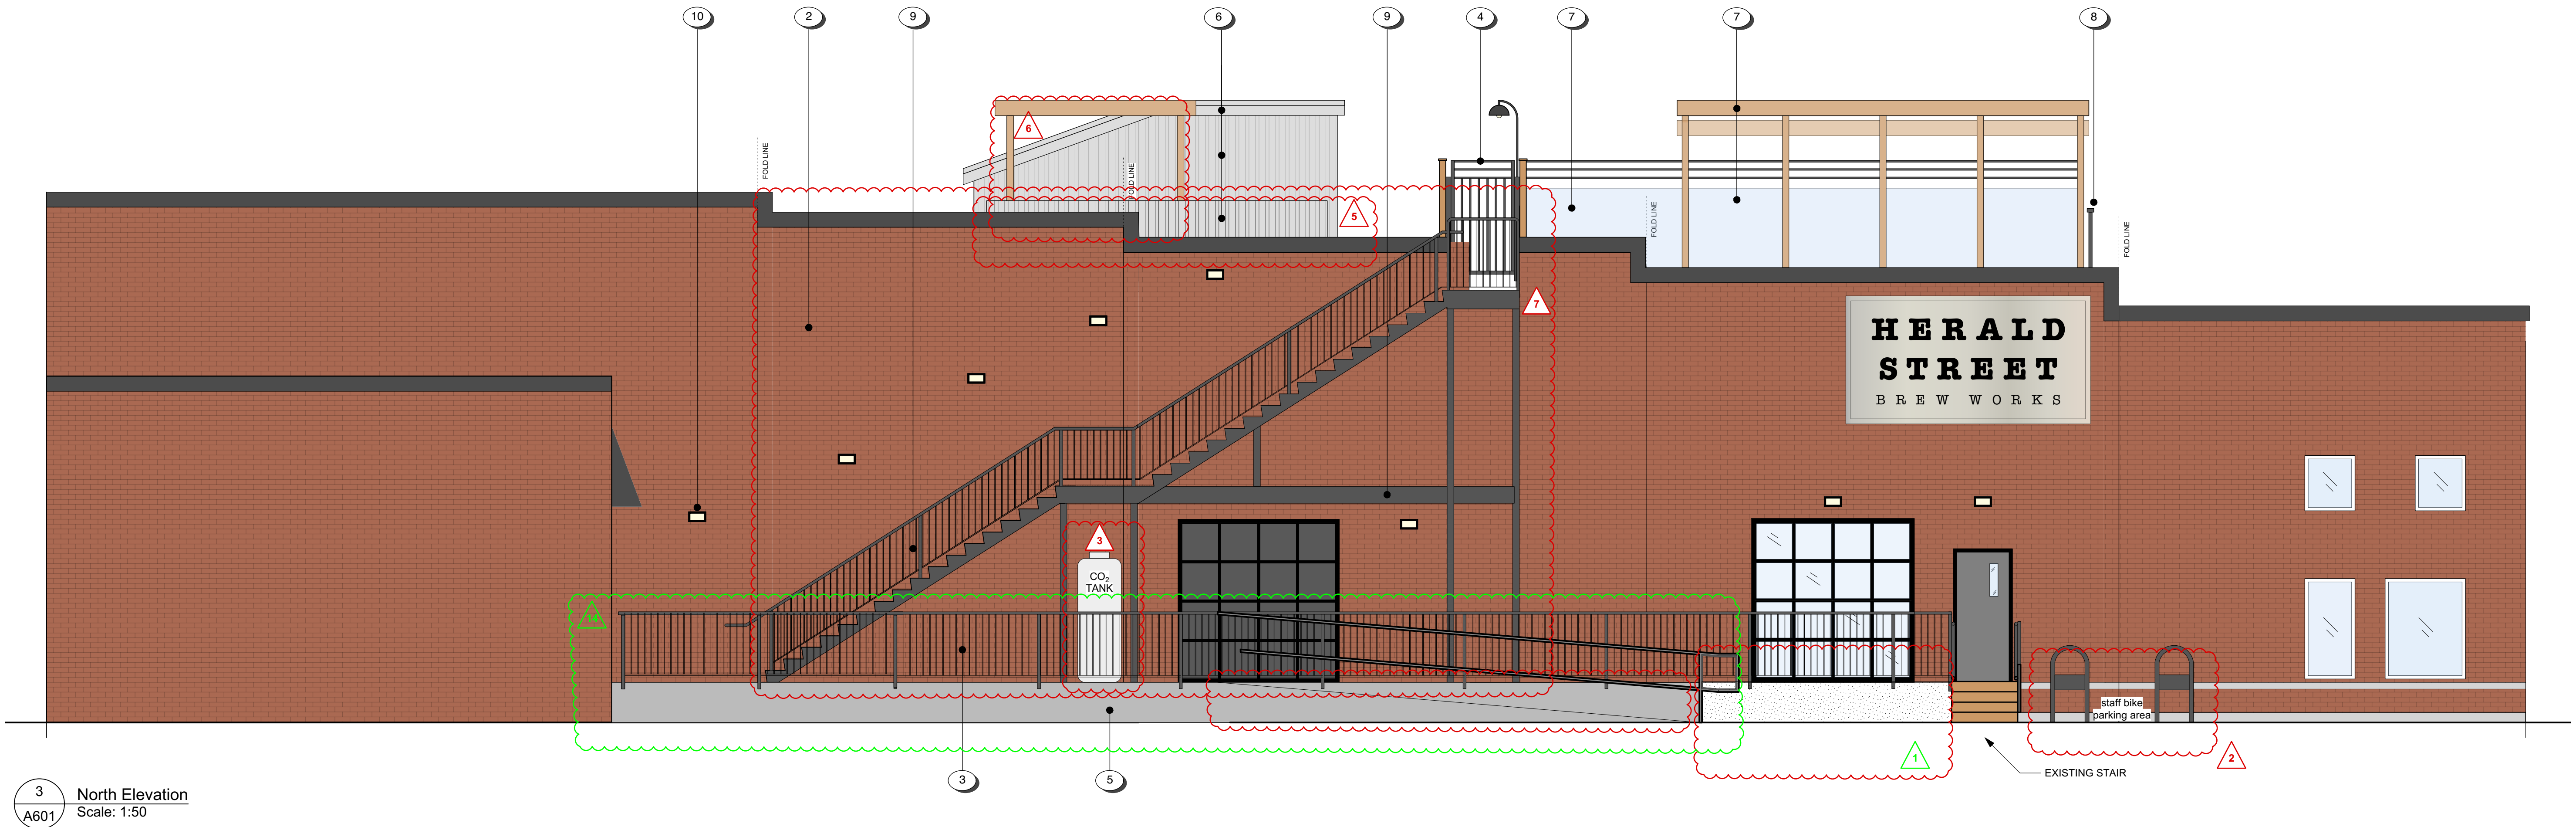 10
2
9
6
9
4
7
7
8
6
FOLD LINE
FOLD LINE
5
FOLD LINE
FOLD LINE
7
HERALD
STREET
BREW WORKS
3
CO₂
TANK
14
staff bike
parking area
1
2
EXISTING STAIR
3
5
3
A601
North Elevation
Scale: 1:50